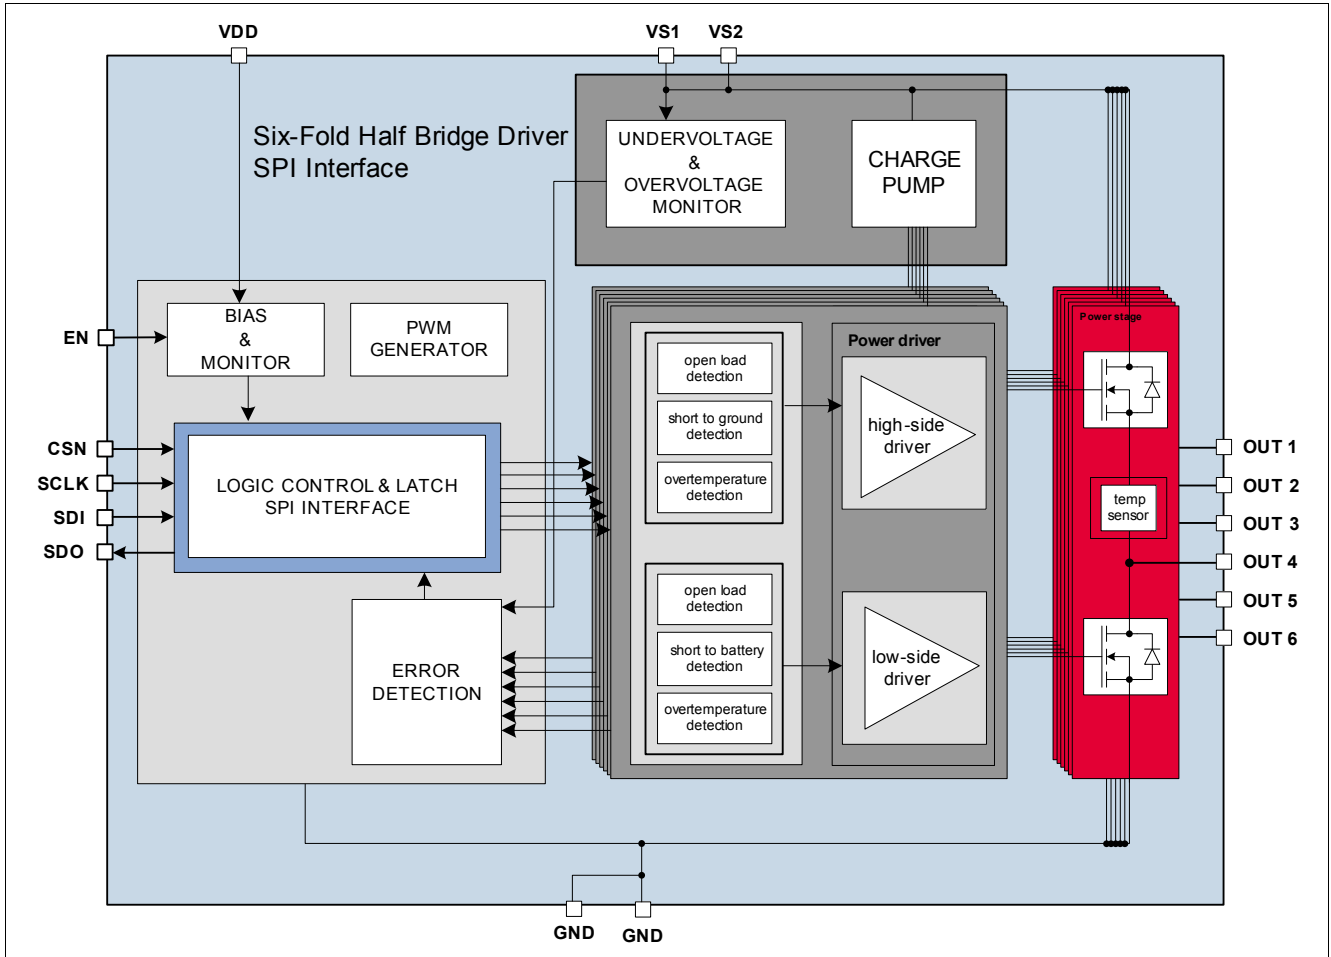 VDD
VS1
VS2
Six-Fold Half Bridge Driver
SPI Interface
UNDERVOLTAGE
&
OVERVOLTAGE
MONITOR
CHARGE
PUMP
BIAS
&
MONITOR
PWM
GENERATOR
EN
CSN
SCLK
SDI
SDO
LOGIC CONTROL & LATCH
SPI INTERFACE
ERROR
DETECTION
open load
detection
short to ground
detection
overtemperature
detection
open load
detection
short to battery
detection
overtemperature
detection
Power driver
high-side
driver
low-side
driver
Power stage
temp
sensor
OUT 1
OUT 2
OUT 3
OUT 4
OUT 5
OUT 6
GND
GND